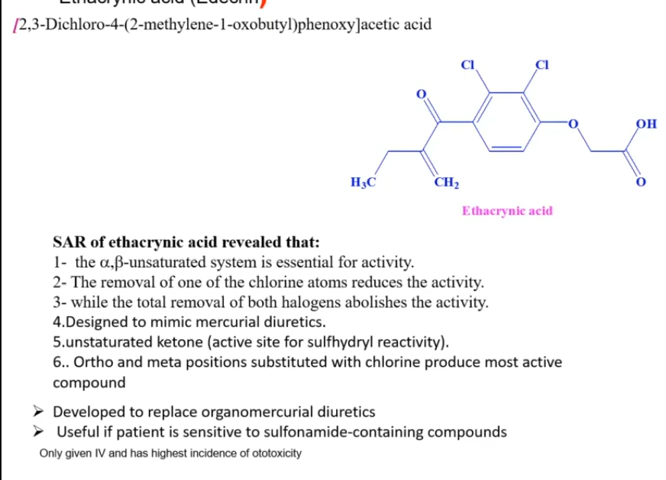 Ethacrynic acid (Edecrin)
[2,3-Dichloro-4-(2-methylene-1-oxobutyl)phenoxy]acetic acid
Cl
Cl
O
O
OH
H₃C
CH₂
O
Ethacrynic acid
SAR of ethacrynic acid revealed that:
1- the α,β-unsaturated system is essential for activity.
2- The removal of one of the chlorine atoms reduces the activity.
3- while the total removal of both halogens abolishes the activity.
4.Designed to mimic mercurial diuretics.
5.unstaturated ketone (active site for sulfhydryl reactivity).
6.. Ortho and meta positions substituted with chlorine produce most active
compound
➢ Developed to replace organomercurial diuretics
➢ Useful if patient is sensitive to sulfonamide-containing compounds
Only given IV and has highest incidence of ototoxicity